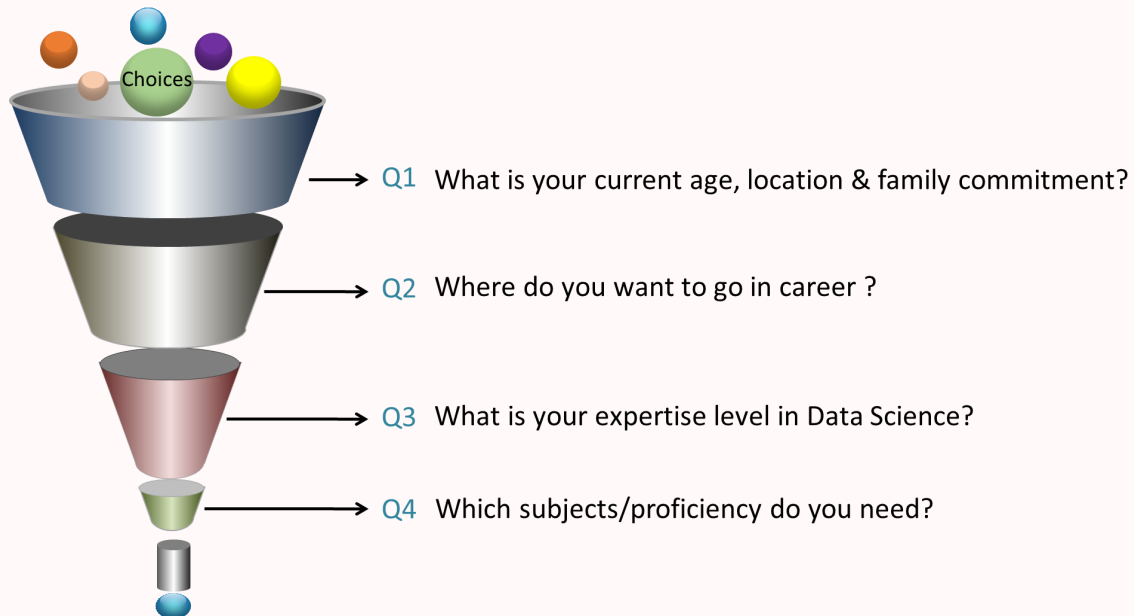 Choices
Q1 What is your current age, location & family commitment?
Q2 Where do you want to go in career ?
Q3 What is your expertise level in Data Science?
Q4 Which subjects/proficiency do you need?